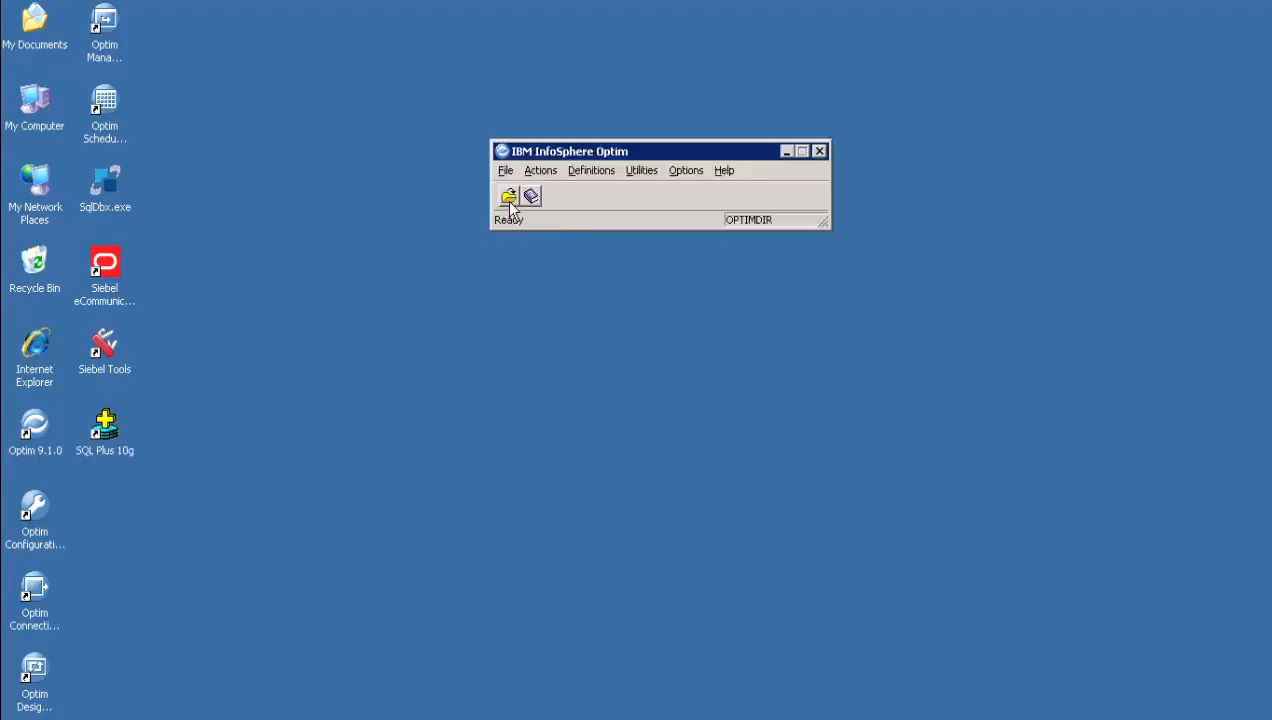 My Documents
Optim
Mana...
My Computer
Optim
Schedu...
My Network
Places
SqlDbx.exe
Recycle Bin
Siebel
eCommunic...
Internet
Explorer
Siebel Tools
Optim 9.1.0
SQL Plus 10g
Optim
Configurati...
Optim
Connecti...
Optim
Desig...
IBM InfoSphere Optim
File Actions Definitions Utilities Options Help
Ready OPTIMDIR